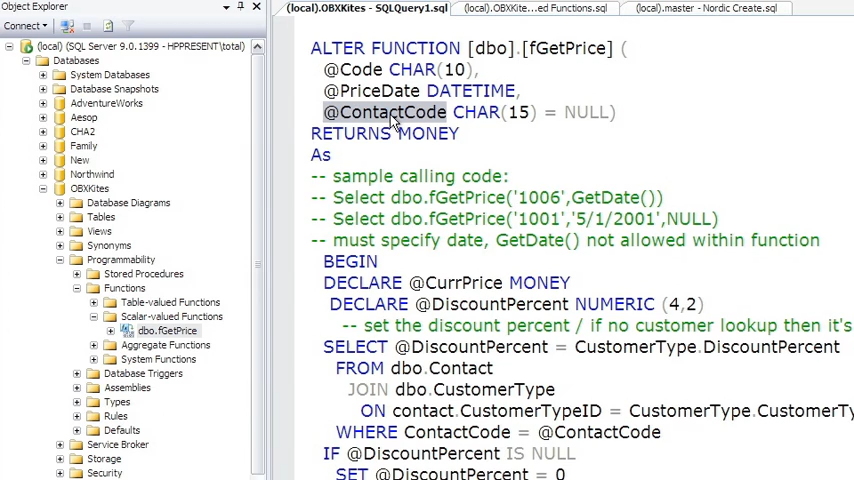 Object Explorer
Connect
(local) (SQL Server 9.0.1399 - HPPRESENT\total)
Databases
System Databases
Database Snapshots
AdventureWorks
Aesop
CHA2
Family
New
Northwind
OBXKites
Database Diagrams
Tables
Views
Synonyms
Programmability
Stored Procedures
Functions
Table-valued Functions
Scalar-valued Functions
dbo.fGetPrice
Aggregate Functions
System Functions
Database Triggers
Assemblies
Types
Rules
Defaults
Service Broker
Storage
Security
(local).OBXKites - SQLQuery1.sql
(local).OBXKite...ed Functions.sql
(local).master - Nordic Create.sql
ALTER FUNCTION [dbo].[fGetPrice] (
@Code CHAR(10),
@PriceDate DATETIME,
@ContactCode CHAR(15) = NULL)
RETURNS MONEY
As
-- sample calling code:
-- Select dbo.fGetPrice('1006',GetDate())
-- Select dbo.fGetPrice('1001','5/1/2001',NULL)
-- must specify date, GetDate() not allowed within function
BEGIN
DECLARE @CurrPrice MONEY
DECLARE @DiscountPercent NUMERIC (4,2)
-- set the discount percent / if no customer lookup then it's
SELECT @DiscountPercent = CustomerType.DiscountPercent
FROM dbo.Contact
JOIN dbo.CustomerType
ON contact.CustomerTypeID = CustomerType.CustomerTy
WHERE ContactCode = @ContactCode
IF @DiscountPercent IS NULL
SET @DiscountPercent = 0